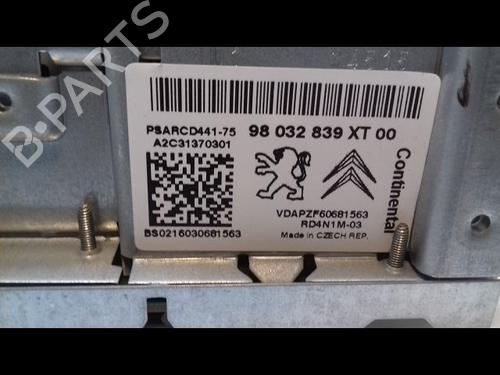 PSARCD441-75 98 032 839 XT 00
A2C31370301
Continental
VDAPZF60681563
RD4N1M-03
BS0216030681563 Made in CZECH REP.
B-PARTS